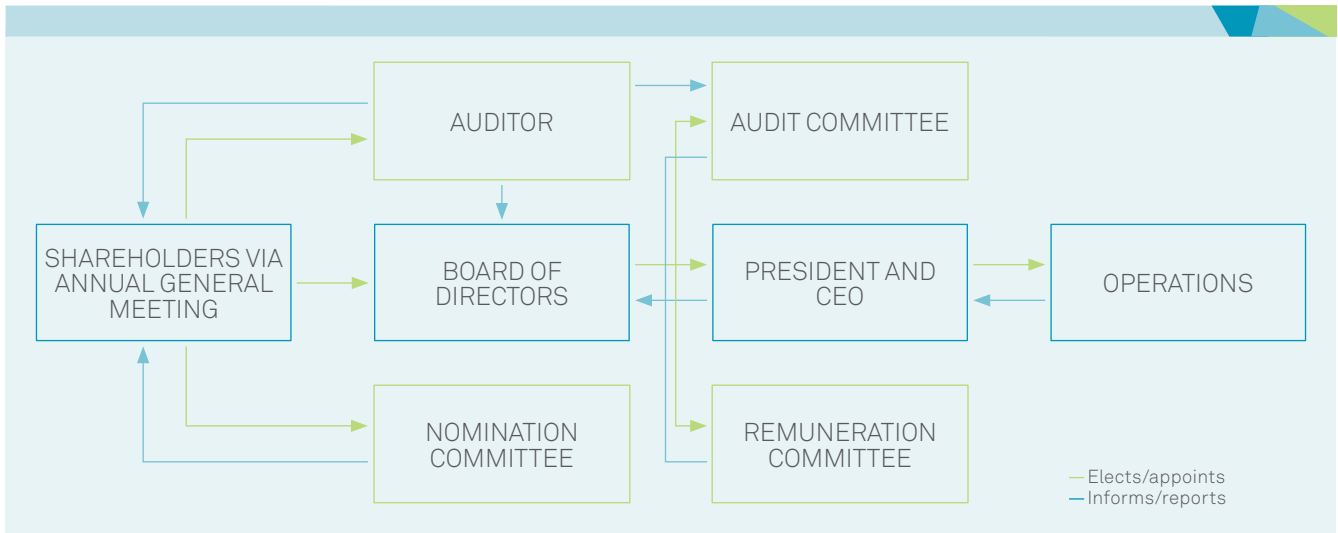 AUDITOR
AUDIT COMMITTEE
SHAREHOLDERS VIA
ANNUAL GENERAL
MEETING
BOARD OF
DIRECTORS
PRESIDENT AND
CEO
OPERATIONS
NOMINATION
COMMITTEE
REMUNERATION
COMMITTEE
Elects/appoints
Informs/reports